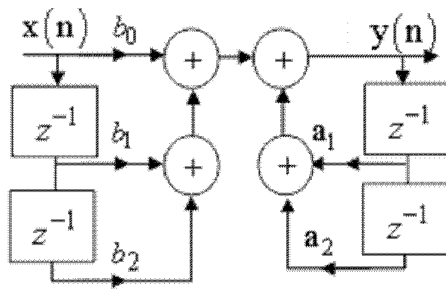 x(n) b₀ + + y(n)
z⁻¹ b₁ + + a₁ z⁻¹
z⁻¹ b₂ a₂ z⁻¹